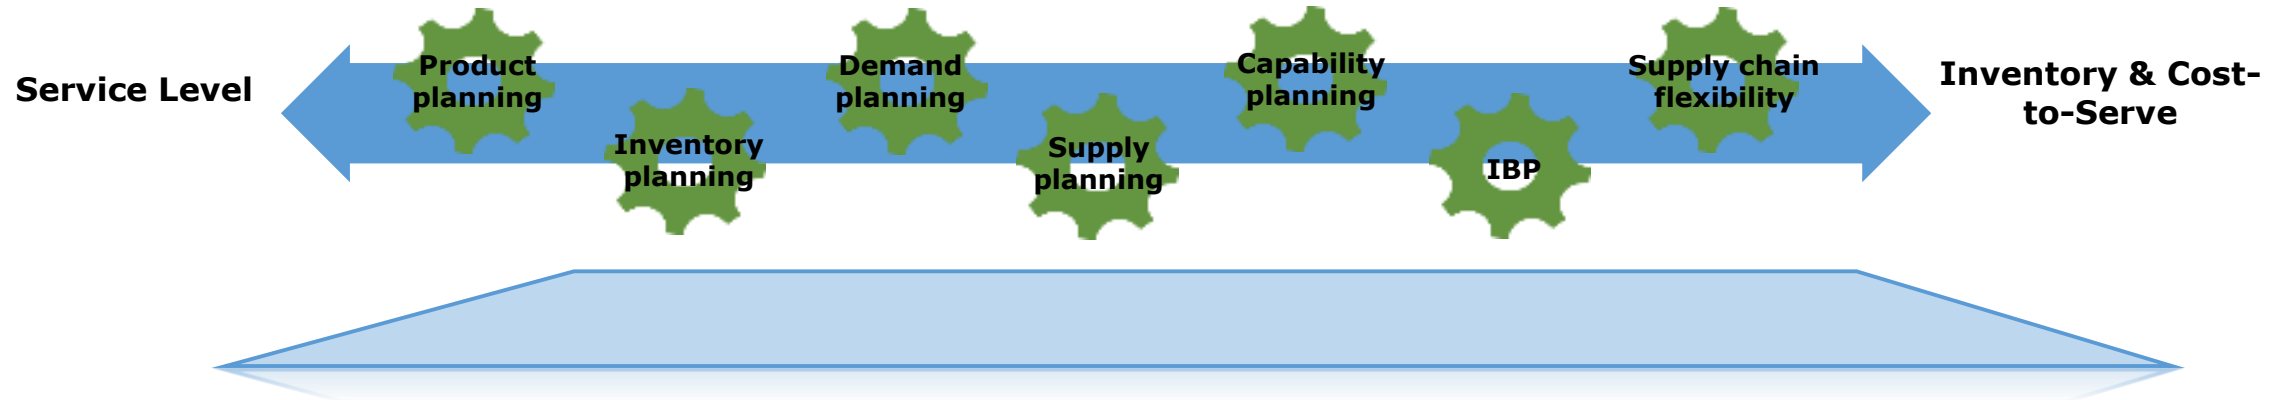 Service Level
Product
planning
Inventory
planning
Demand
planning
Supply
planning
Capability
planning
IBP
Supply chain
flexibility
Inventory & Cost-
to-Serve